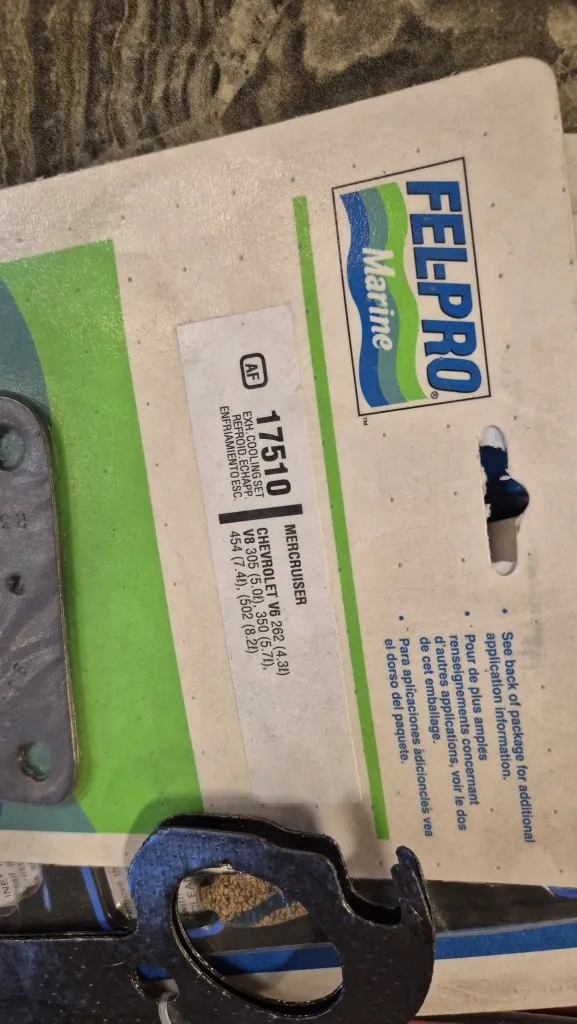 FEL-PRO®
Marine
™
AF
17510
EXH. COOLING SET
REFROID. ECHAPP.
ENFRIAMIENTO ESC.
MERCRUISER
CHEVROLET V6 262 (4.3ℓ)
V8 305 (5.0ℓ), 350 (5.7ℓ),
454 (7.4ℓ), (502 (8.2ℓ)
• See back of package for additional
application information.
• Pour de plus amples
renseignements concernant
d'autres applications, voir le dos
de cet emballage.
• Para aplicaciones adicioncles vea
el dorso del paquete.